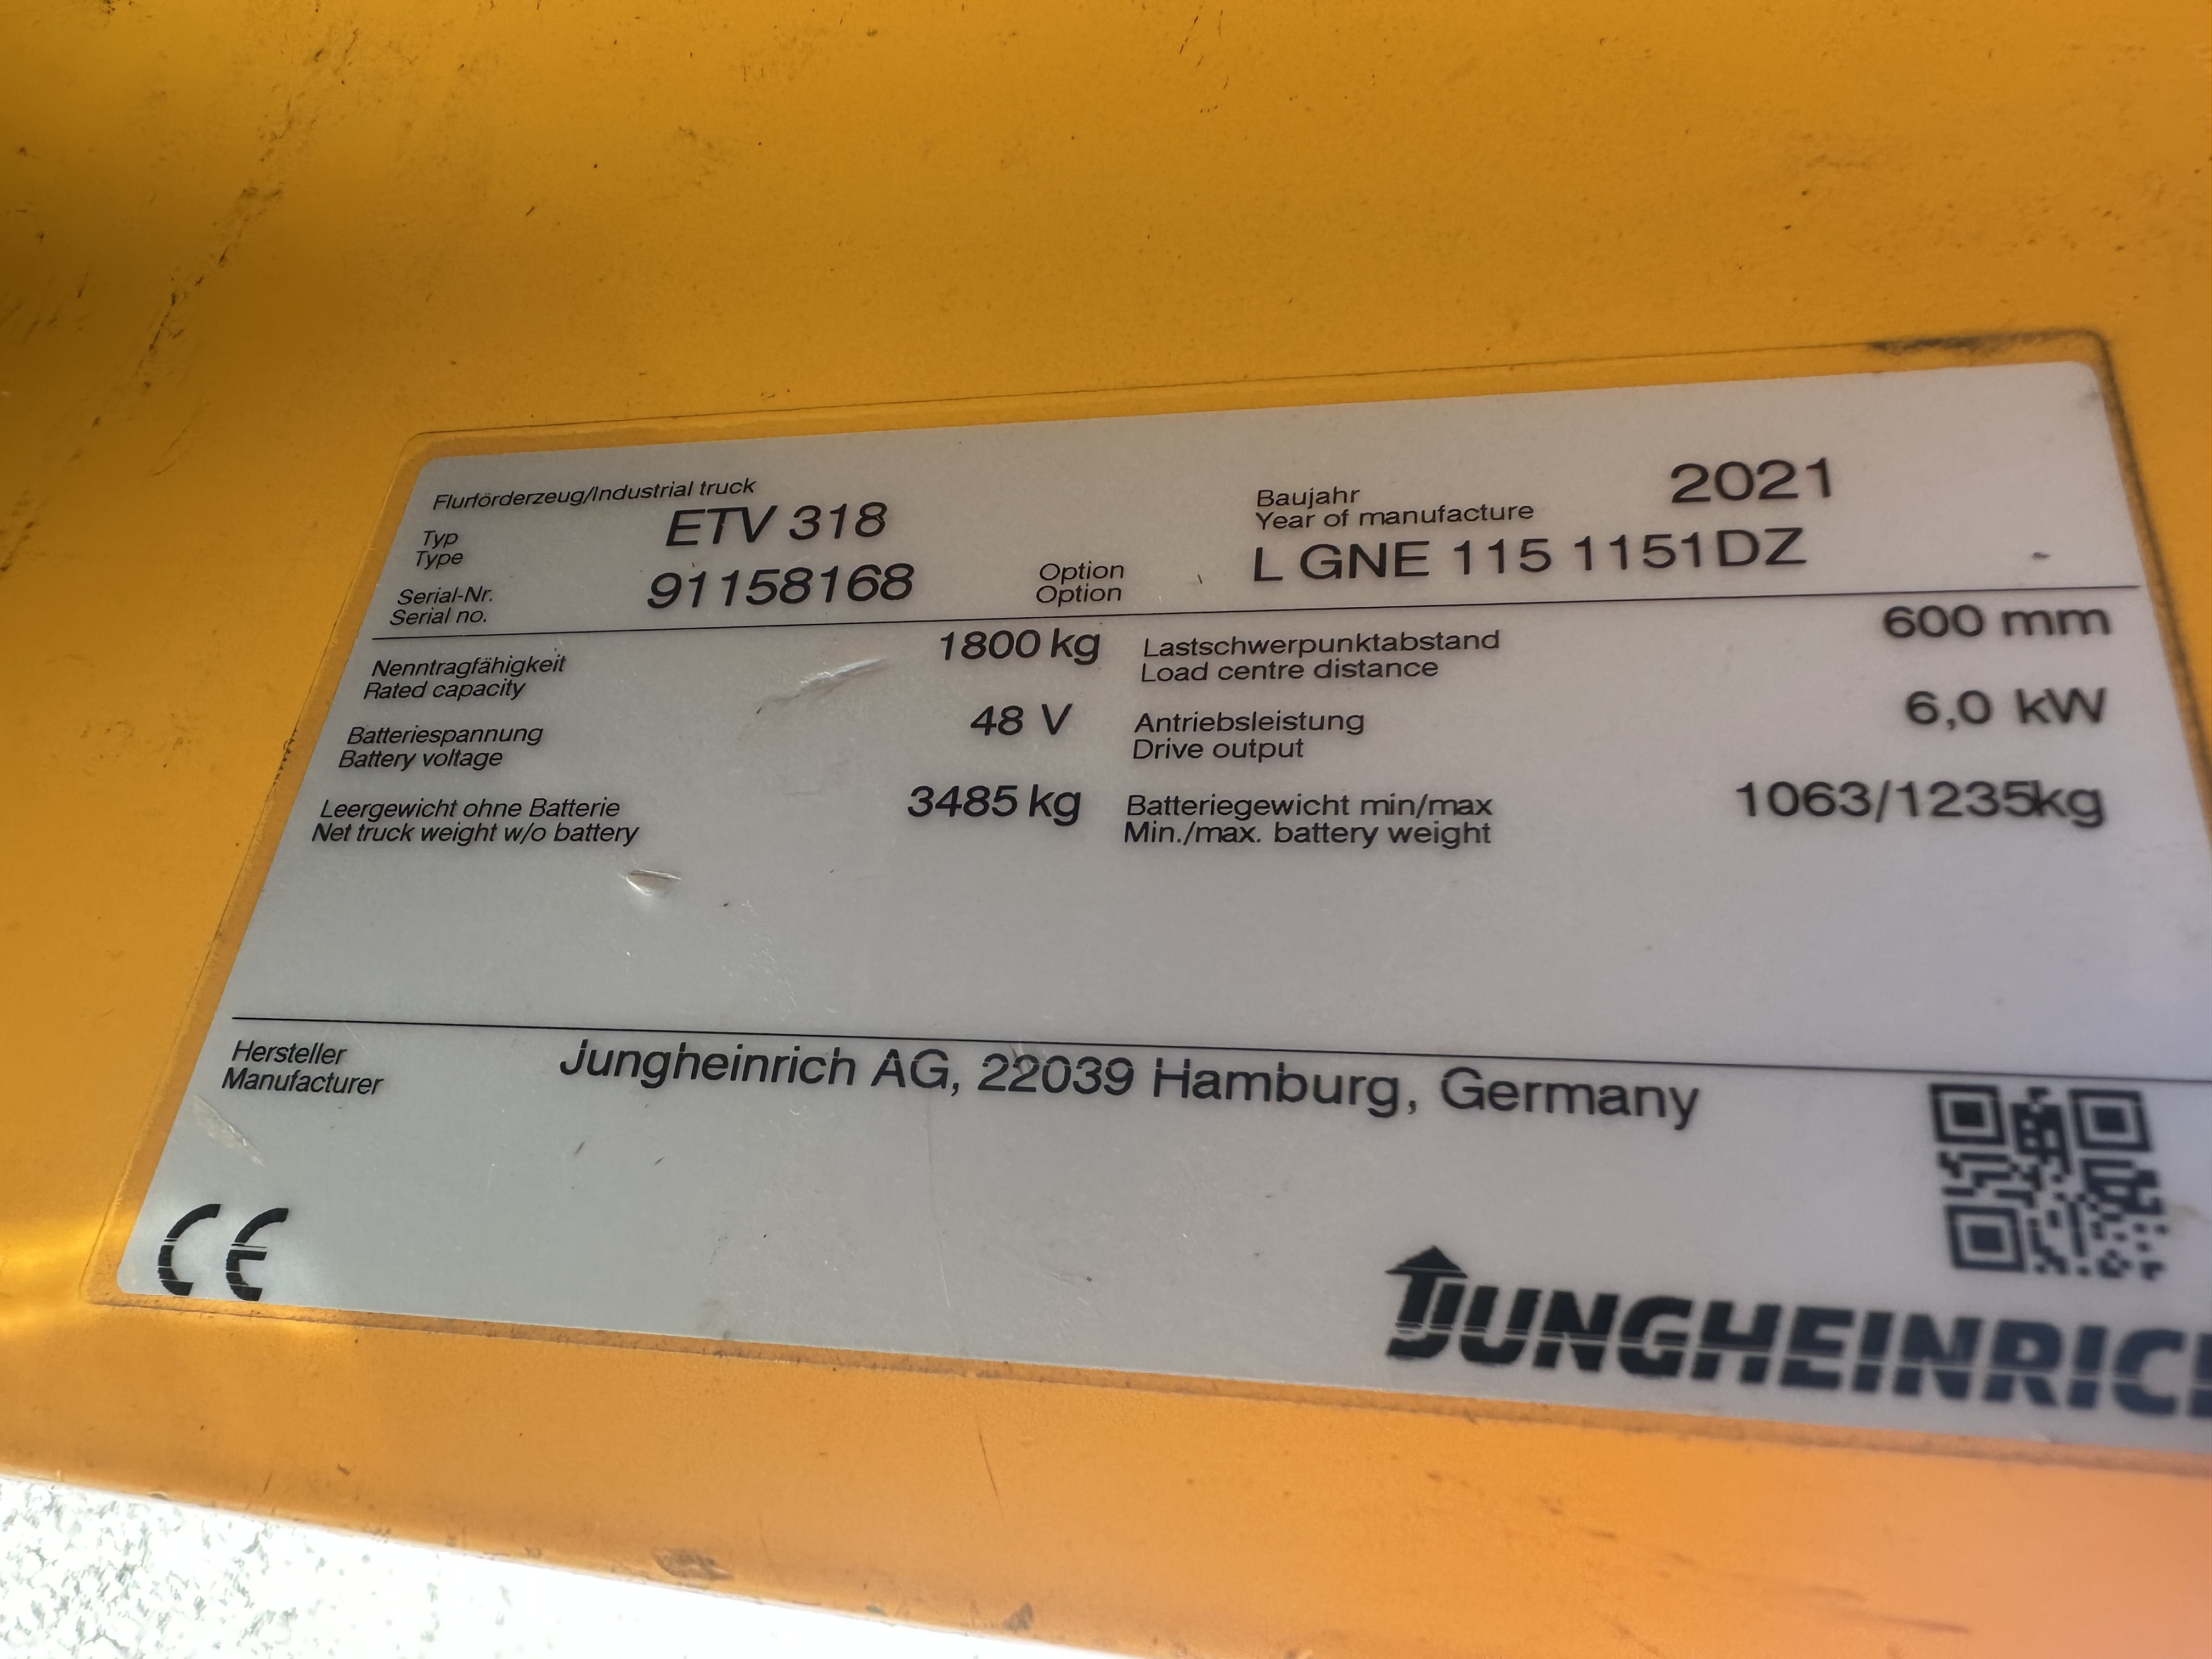 Flurförderzeug/Industrial truck
Typ
Type
ETV 318
Baujahr
Year of manufacture
2021
Serial-Nr.
Serial no.
91158168
Option
Option
L GNE 115 1151DZ
Nenntragfähigkeit
Rated capacity
1800 kg
Lastschwerpunktabstand
Load centre distance
600 mm
Batteriespannung
Battery voltage
48 V
Antriebsleistung
Drive output
6,0 kW
Leergewicht ohne Batterie
Net truck weight w/o battery
3485 kg
Batteriegewicht min/max
Min./max. battery weight
1063/1235kg
Hersteller
Manufacturer
Jungheinrich AG, 22039 Hamburg, Germany
CE
JUNGHEINRICH